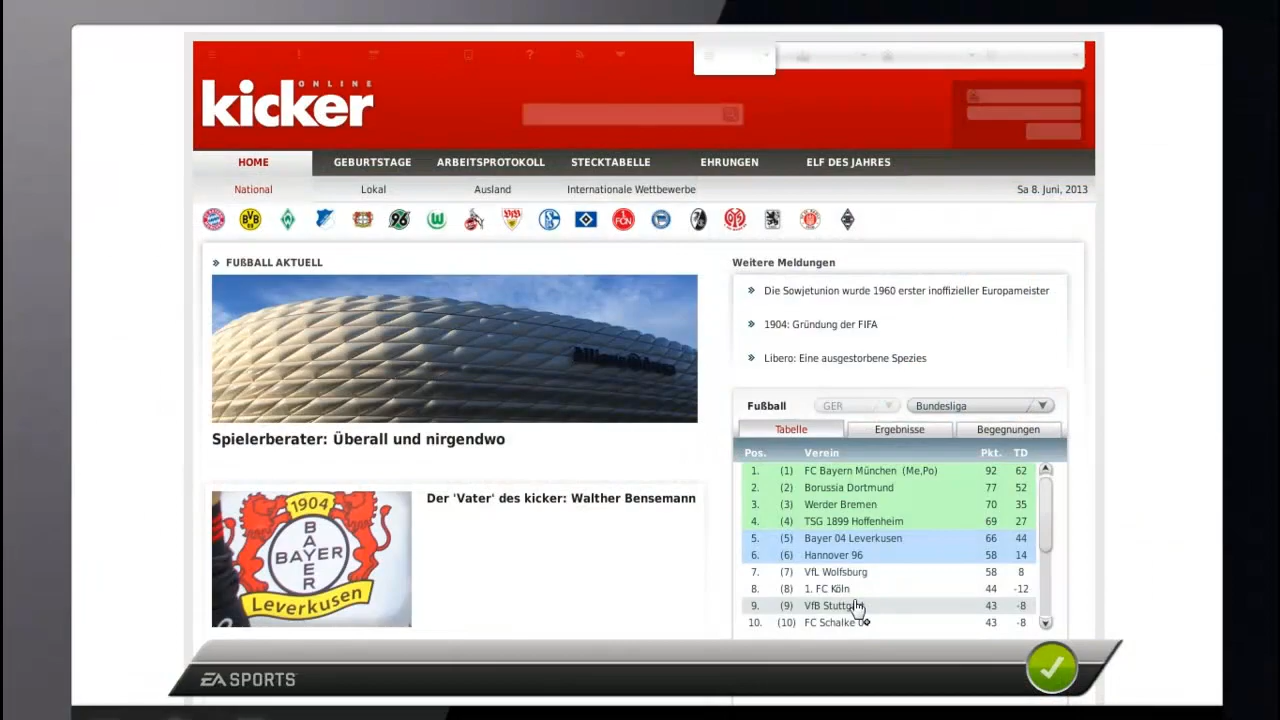 ONLINE
kicker
HOME GEBURTSTAGE ARBEITSPROTOKOLL STECKTABELLE EHRUNGEN ELF DES JAHRES
National Lokal Ausland Internationale Wettbewerbe Sa 8. Juni, 2013
» FUßBALL AKTUELL
Allianz Arena
Spielerberater: Überall und nirgendwo
1904
BAYER
BAYER
Leverkusen
Der 'Vater' des kicker: Walther Bensemann
Weitere Meldungen
» Die Sowjetunion wurde 1960 erster inoffizieller Europameister
» 1904: Gründung der FIFA
» Libero: Eine ausgestorbene Spezies
Fußball GER Bundesliga
Tabelle Ergebnisse Begegnungen
Pos. Verein Pkt. TD
1. (1) FC Bayern München (Me,Po) 92 62
2. (2) Borussia Dortmund 77 52
3. (3) Werder Bremen 70 35
4. (4) TSG 1899 Hoffenheim 69 27
5. (5) Bayer 04 Leverkusen 66 44
6. (6) Hannover 96 58 14
7. (7) VfL Wolfsburg 58 8
8. (8) 1. FC Köln 44 -12
9. (9) VfB Stuttgart 43 -8
10. (10) FC Schalke 04 43 -8
EA SPORTS